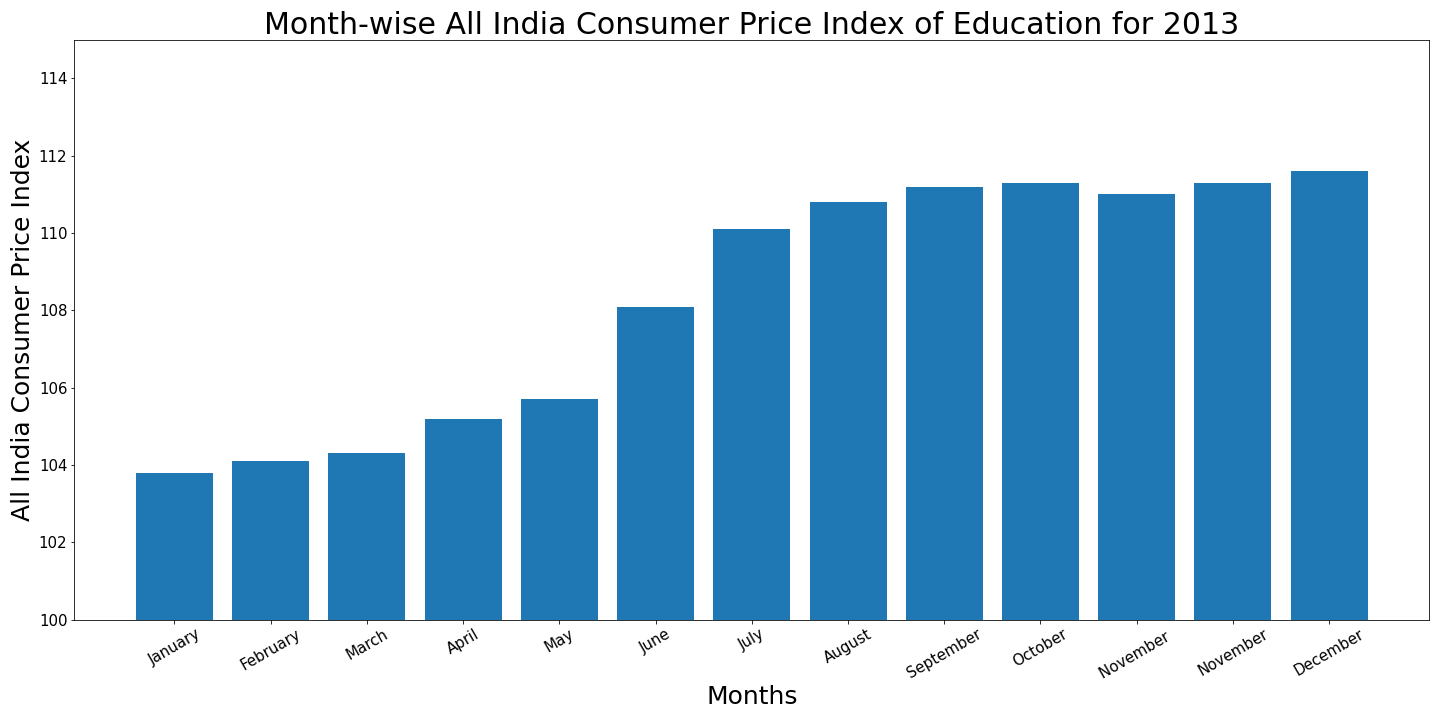 Month-wise All India Consumer Price Index of Education for 2013
All India Consumer Price Index
114
112
110
108
106
104
102
100
January
February
March
April
May
June
July
August
September
October
November
November
December
Months